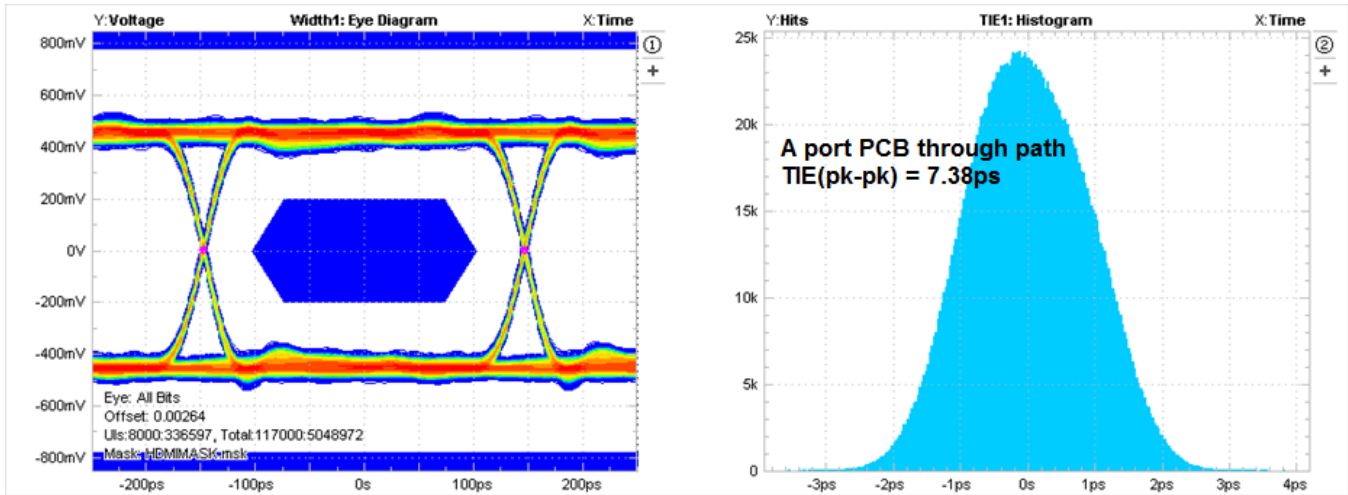 Y:Voltage Width1: Eye Diagram X:Time
800mV
600mV
400mV
200mV
0V
-200mV
-400mV
-600mV
-800mV
Eye: All Bits
Offset: 0.00264
UIs:8000:336597, Total:117000:5048972
Mask: HDMIMASK.msk
-200ps -100ps 0s 100ps 200ps
1
+
Y:Hits TIE1: Histogram X:Time
25k
20k
15k
10k
5k
0
A port PCB through path
TIE(pk-pk) = 7.38ps
-3ps -2ps -1ps 0s 1ps 2ps 3ps 4ps
2
+